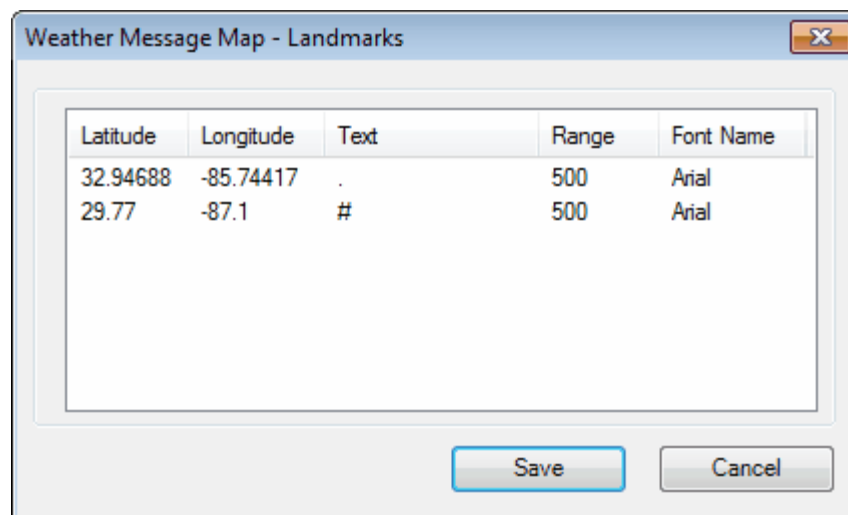 Weather Message Map - Landmarks
Latitude Longitude Text Range Font Name
32.94688 -85.74417 . 500 Arial
29.77 -87.1 # 500 Arial
Save Cancel